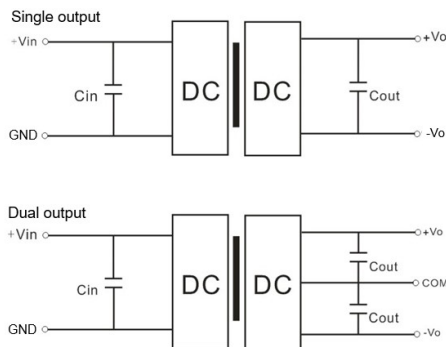 Single output
+Vin
+Vo
Cin
DC
DC
Cout
GND
-Vo
Dual output
+Vin
+Vo
Cin
DC
DC
Cout
COM
Cout
GND
-Vo